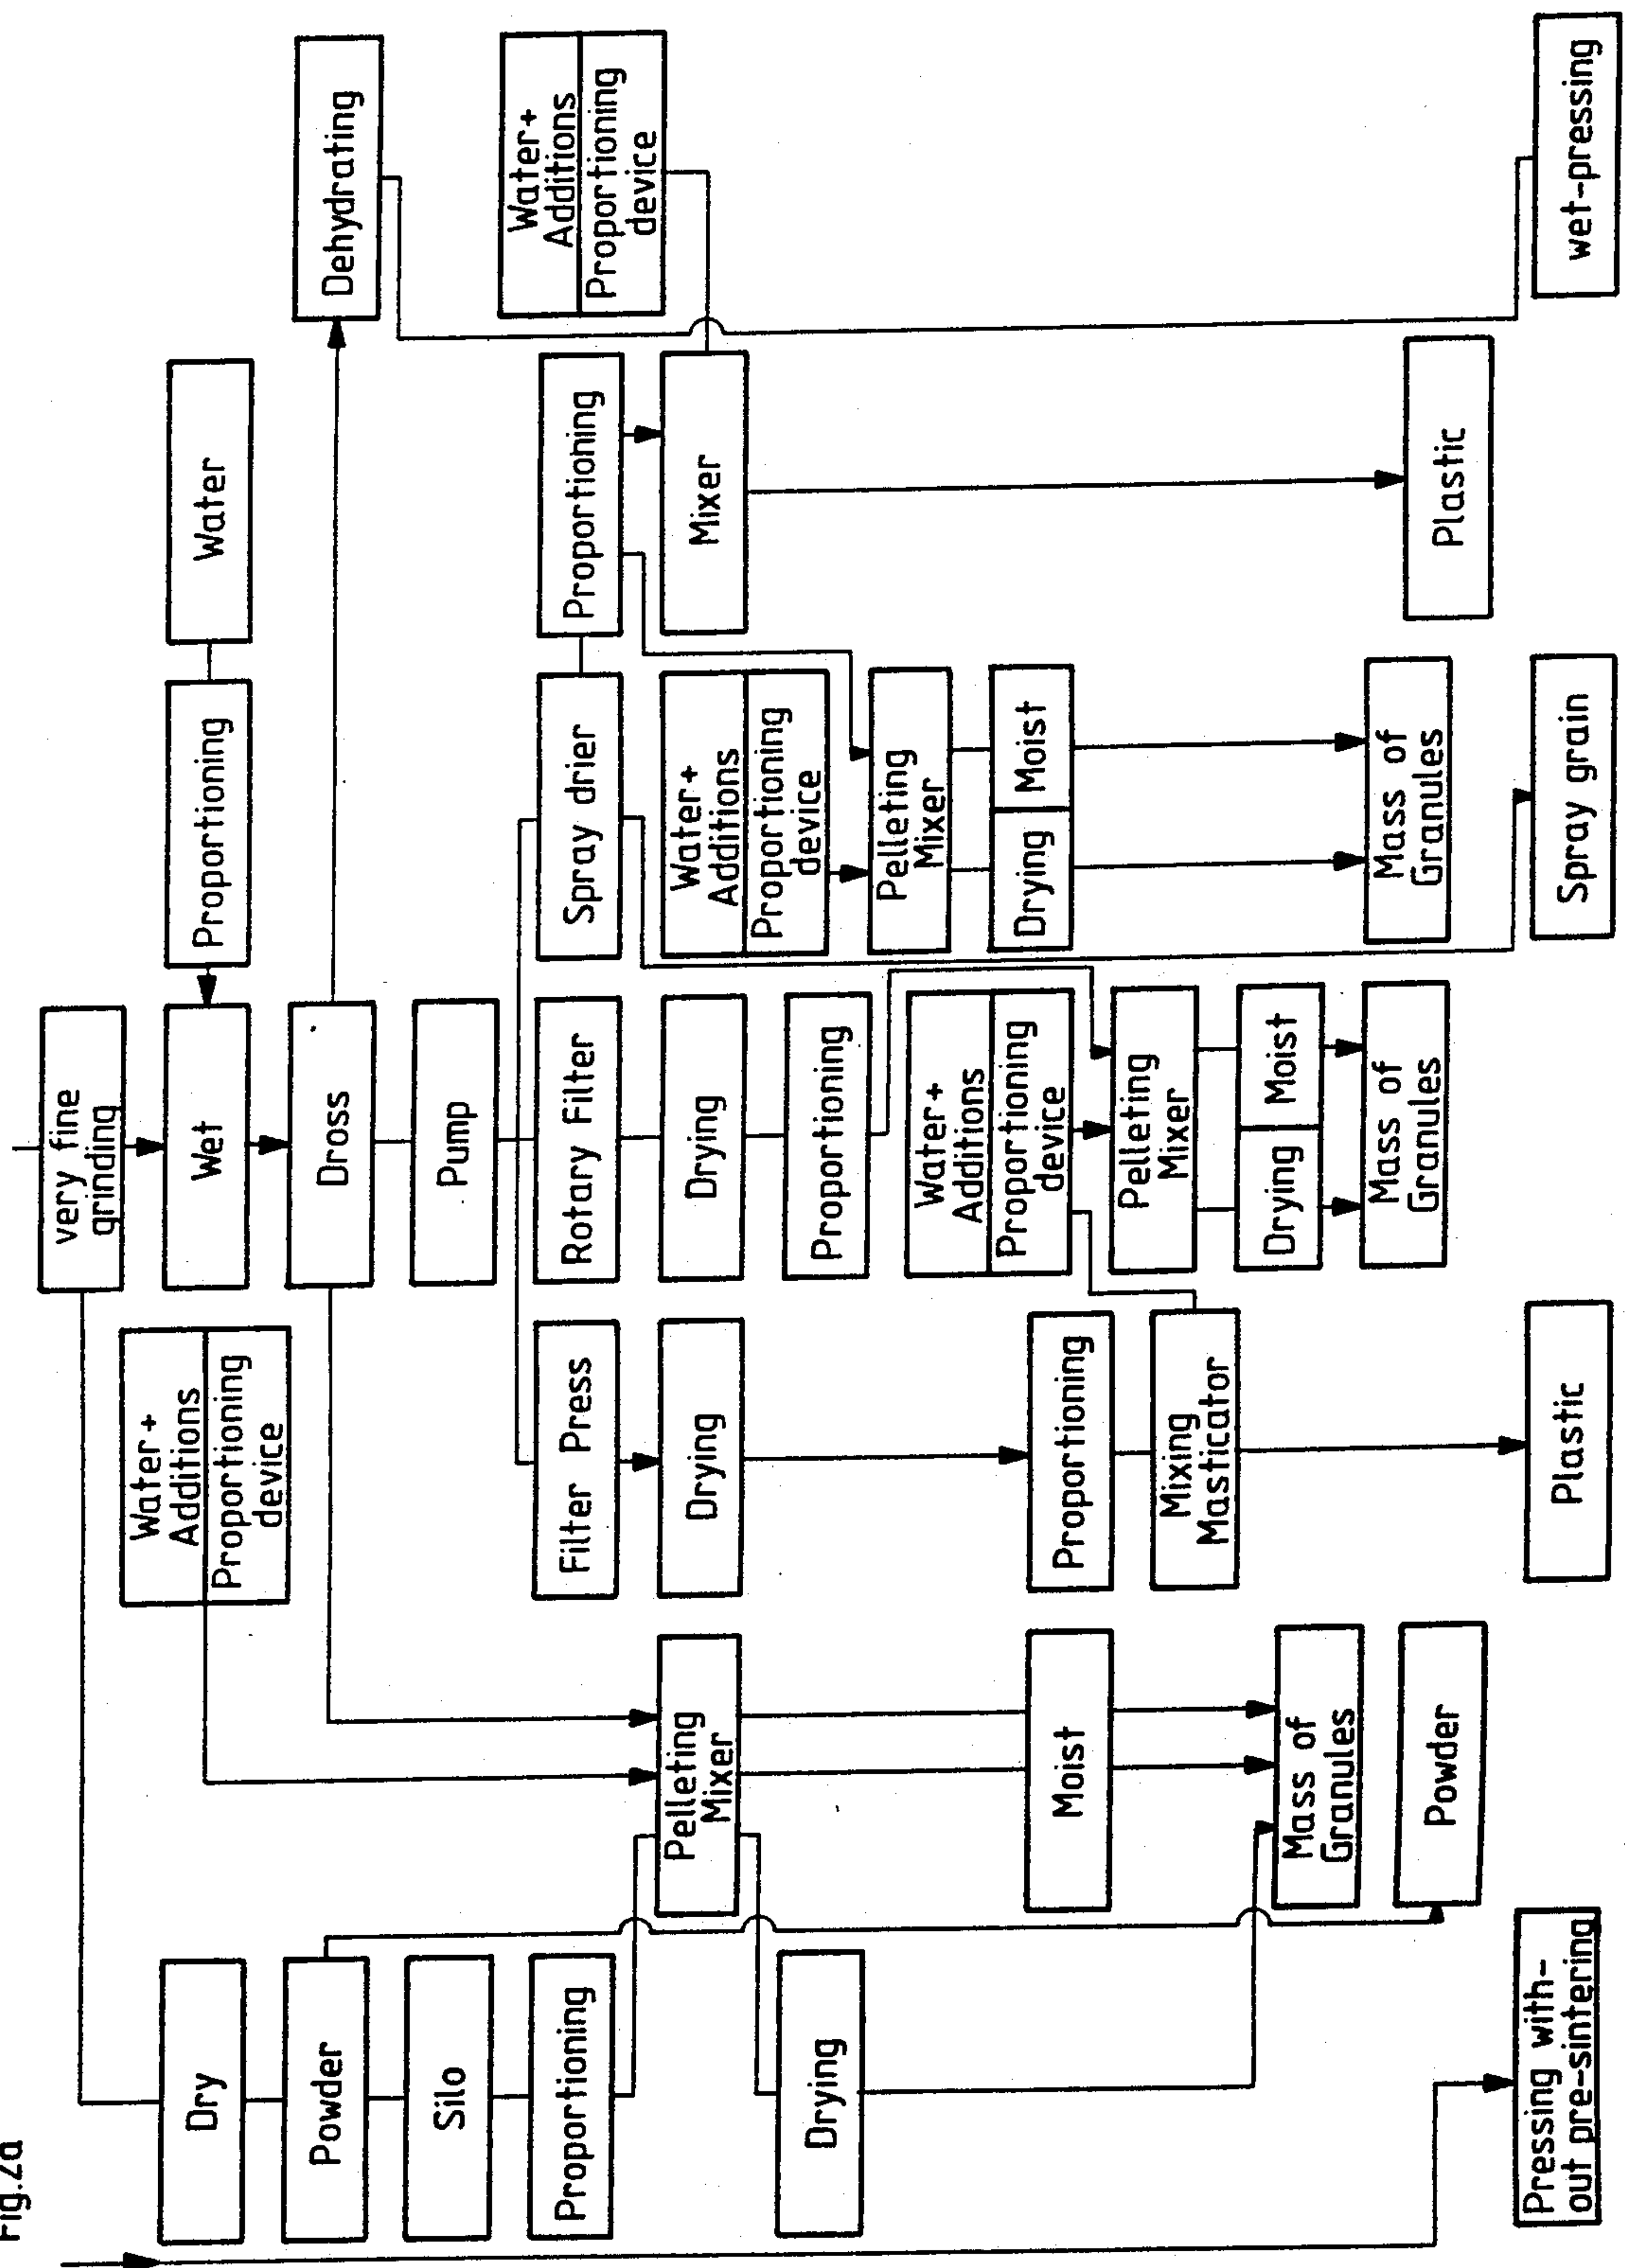 Fig.2a
very fine
grinding
Water+
Additions
Proportioning
device
Dry
Wet
Proportioning
Water
Powder
Dross
Dehydrating
Silo
Pump
Water+
Additions
Proportioning
device
Proportioning
Filter Press
Rotary Filter
Spray drier
Proportioning
Pelleting
Mixer
Drying
Drying
Water+
Additions
Proportioning
device
Mixer
Drying
Proportioning
Pelleting
Mixer
Water+
Additions
Proportioning
device
Drying
Moist
Moist
Proportioning
Pelleting
Mixer
Mixing
Masticator
Drying
Moist
Mass of
Granules
Mass of
Granules
Mass of
Granules
Powder
Plastic
Pressing with-
out pre-sintering
Plastic
Spray grain
wet-pressing